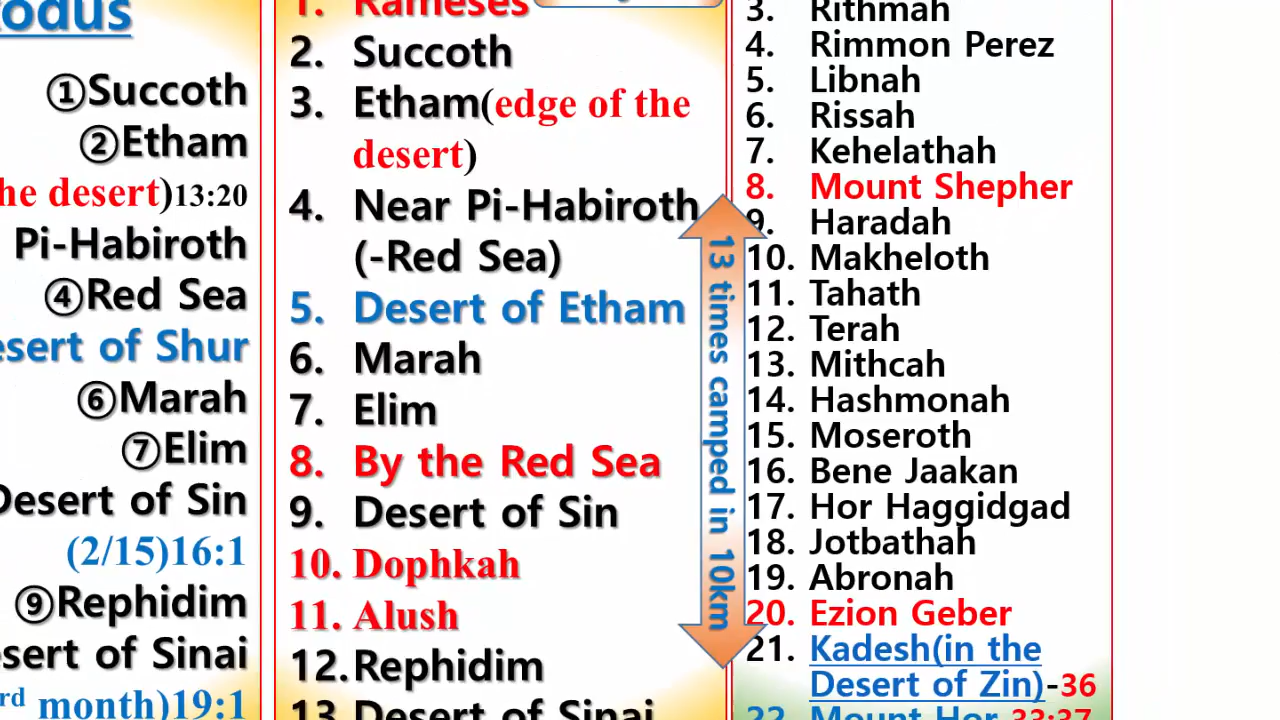 odus
①Succoth
②Etham
he desert)13:20
Pi-Habiroth
④Red Sea
esert of Shur
⑥Marah
⑦Elim
Desert of Sin
(2/15)16:1
⑨Rephidim
esert of Sinai
rd month)19:1
1. Rameses
2. Succoth
3. Etham(edge of the
desert)
4. Near Pi-Habiroth
(-Red Sea)
5. Desert of Etham
6. Marah
7. Elim
8. By the Red Sea
9. Desert of Sin
10. Dophkah
11. Alush
12. Rephidim
13. Desert of Sinai
13 times camped in 10km
3. Rithmah
4. Rimmon Perez
5. Libnah
6. Rissah
7. Kehelathah
8. Mount Shepher
9. Haradah
10. Makheloth
11. Tahath
12. Terah
13. Mithcah
14. Hashmonah
15. Moseroth
16. Bene Jaakan
17. Hor Haggidgad
18. Jotbathah
19. Abronah
20. Ezion Geber
21. Kadesh(in the
Desert of Zin)-36
22. Mount Hor 33:37